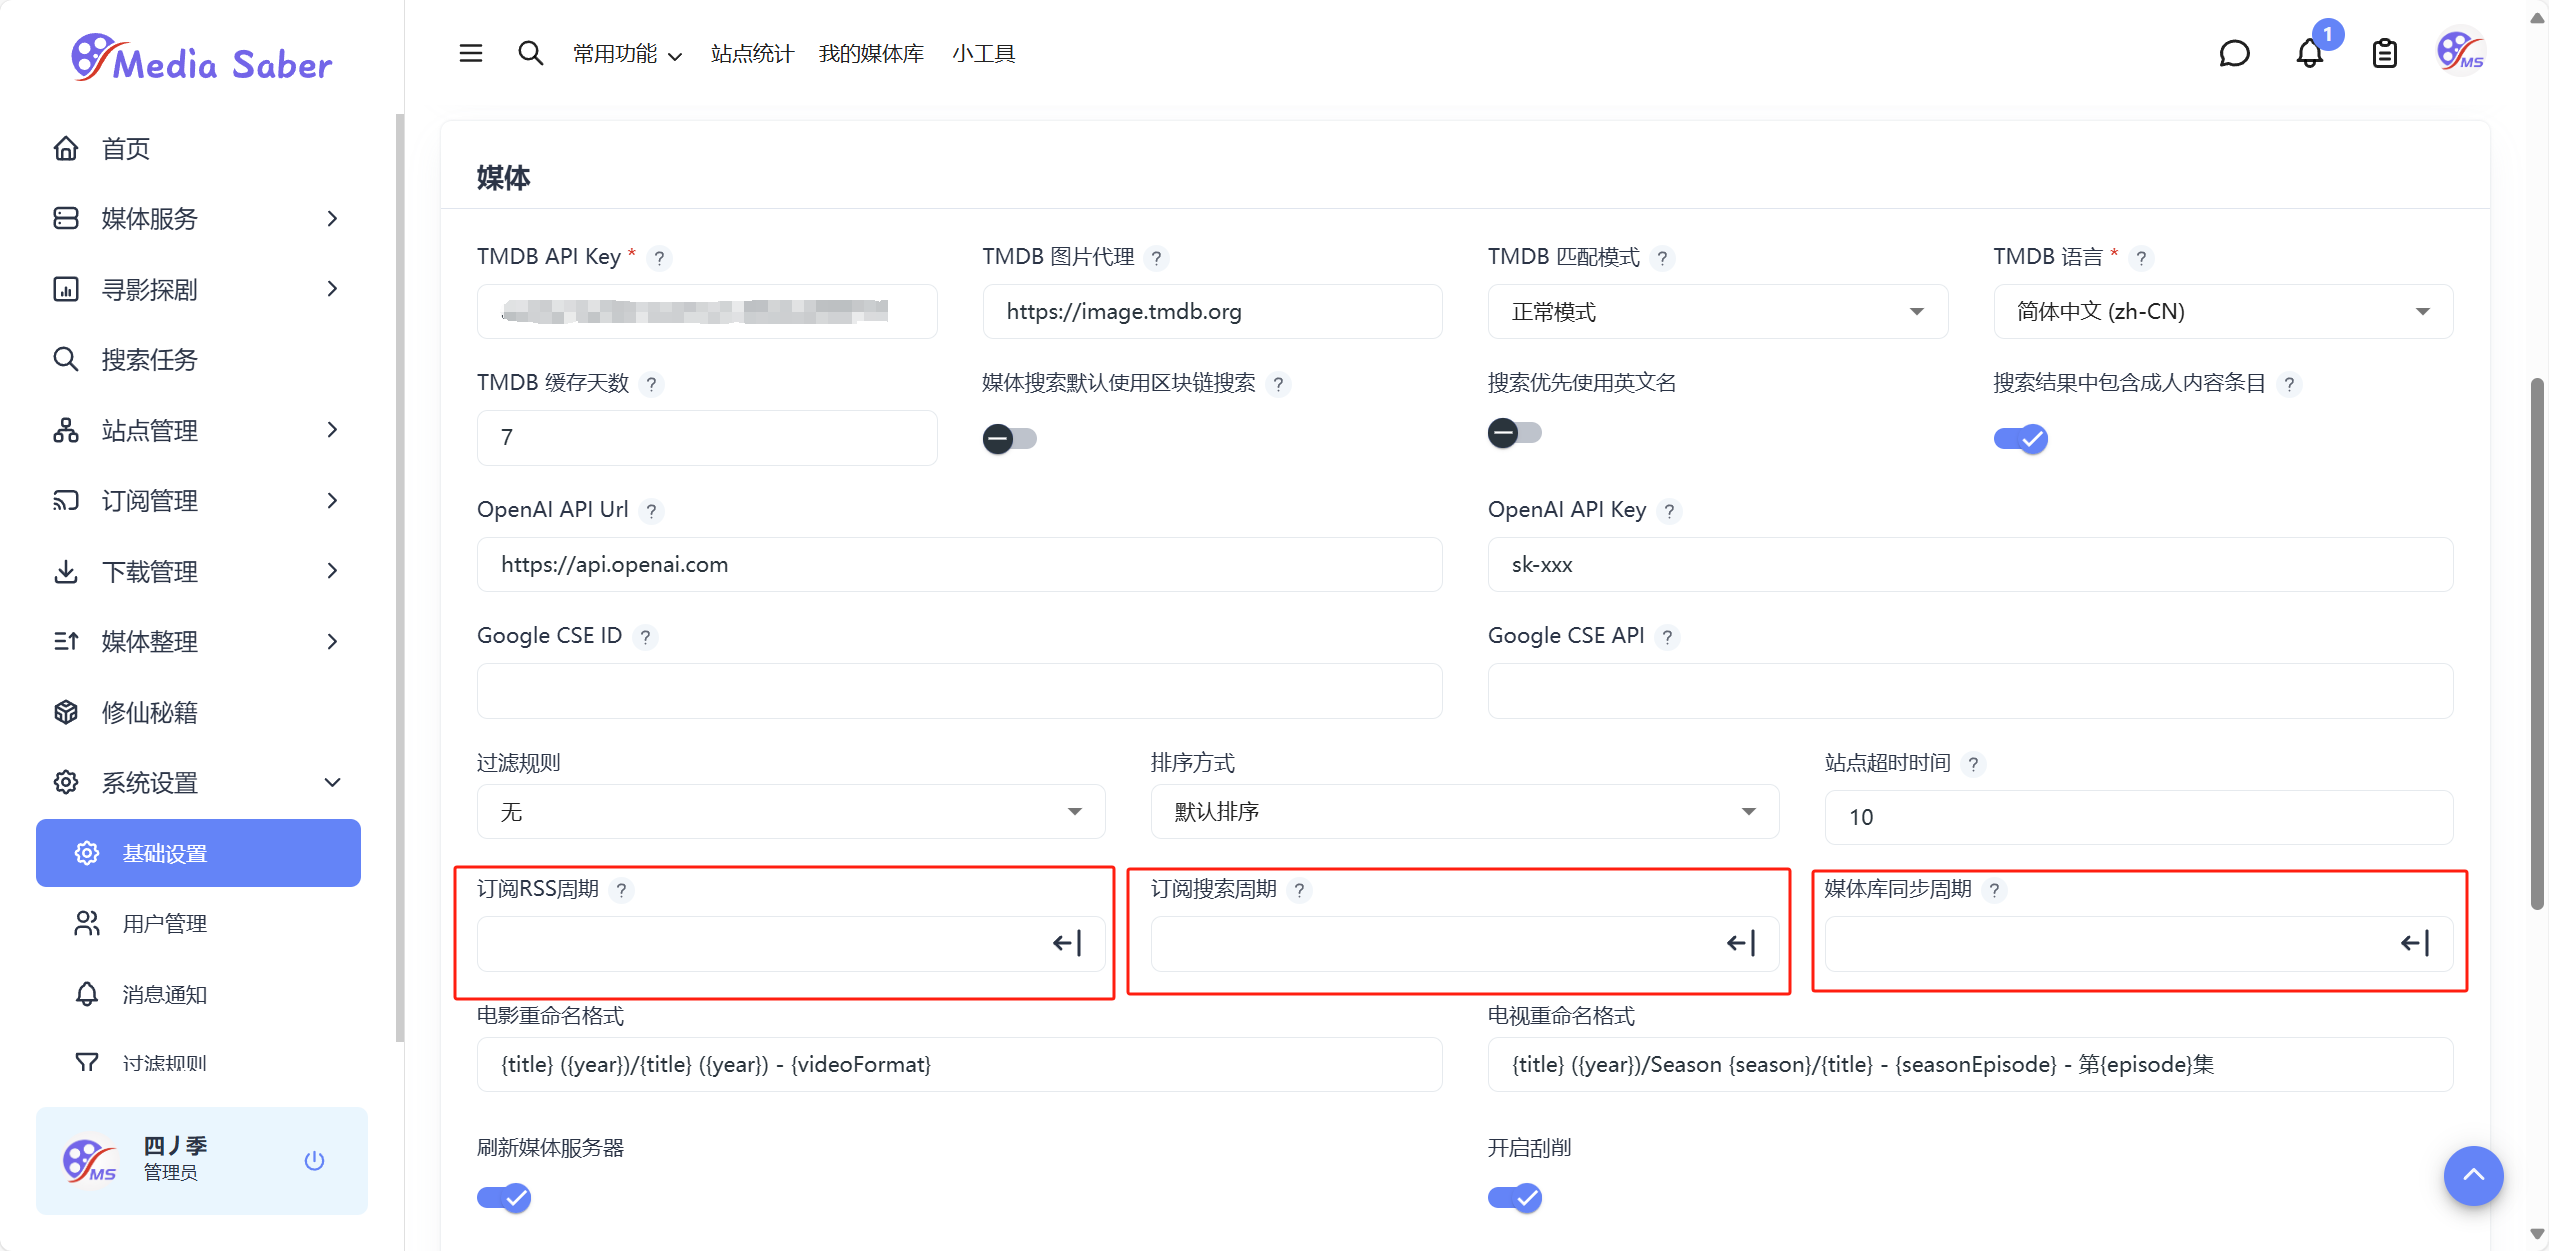 Media Saber
常用功能
站点统计
我的媒体库
小工具
1
MS
首页
媒体服务
寻影探剧
搜索任务
站点管理
订阅管理
下载管理
媒体整理
修仙秘籍
系统设置
基础设置
用户管理
消息通知
过滤规则
MS
四丿季
管理员
媒体
TMDB API Key * ?
TMDB 图片代理 ?
TMDB 匹配模式 ?
TMDB 语言 * ?
https://image.tmdb.org
正常模式
简体中文 (zh-CN)
TMDB 缓存天数 ?
媒体搜索默认使用区块链搜索 ?
搜索优先使用英文名
搜索结果中包含成人内容条目 ?
7
OpenAI API Url ?
OpenAI API Key ?
https://api.openai.com
sk-xxx
Google CSE ID ?
Google CSE API ?
过滤规则
排序方式
站点超时时间 ?
无
默认排序
10
订阅RSS周期 ?
订阅搜索周期 ?
媒体库同步周期 ?
电影重命名格式
电视重命名格式
{title} ({year})/{title} ({year}) - {videoFormat}
{title} ({year})/Season {season}/{title} - {seasonEpisode} - 第{episode}集
刷新媒体服务器
开启刮削